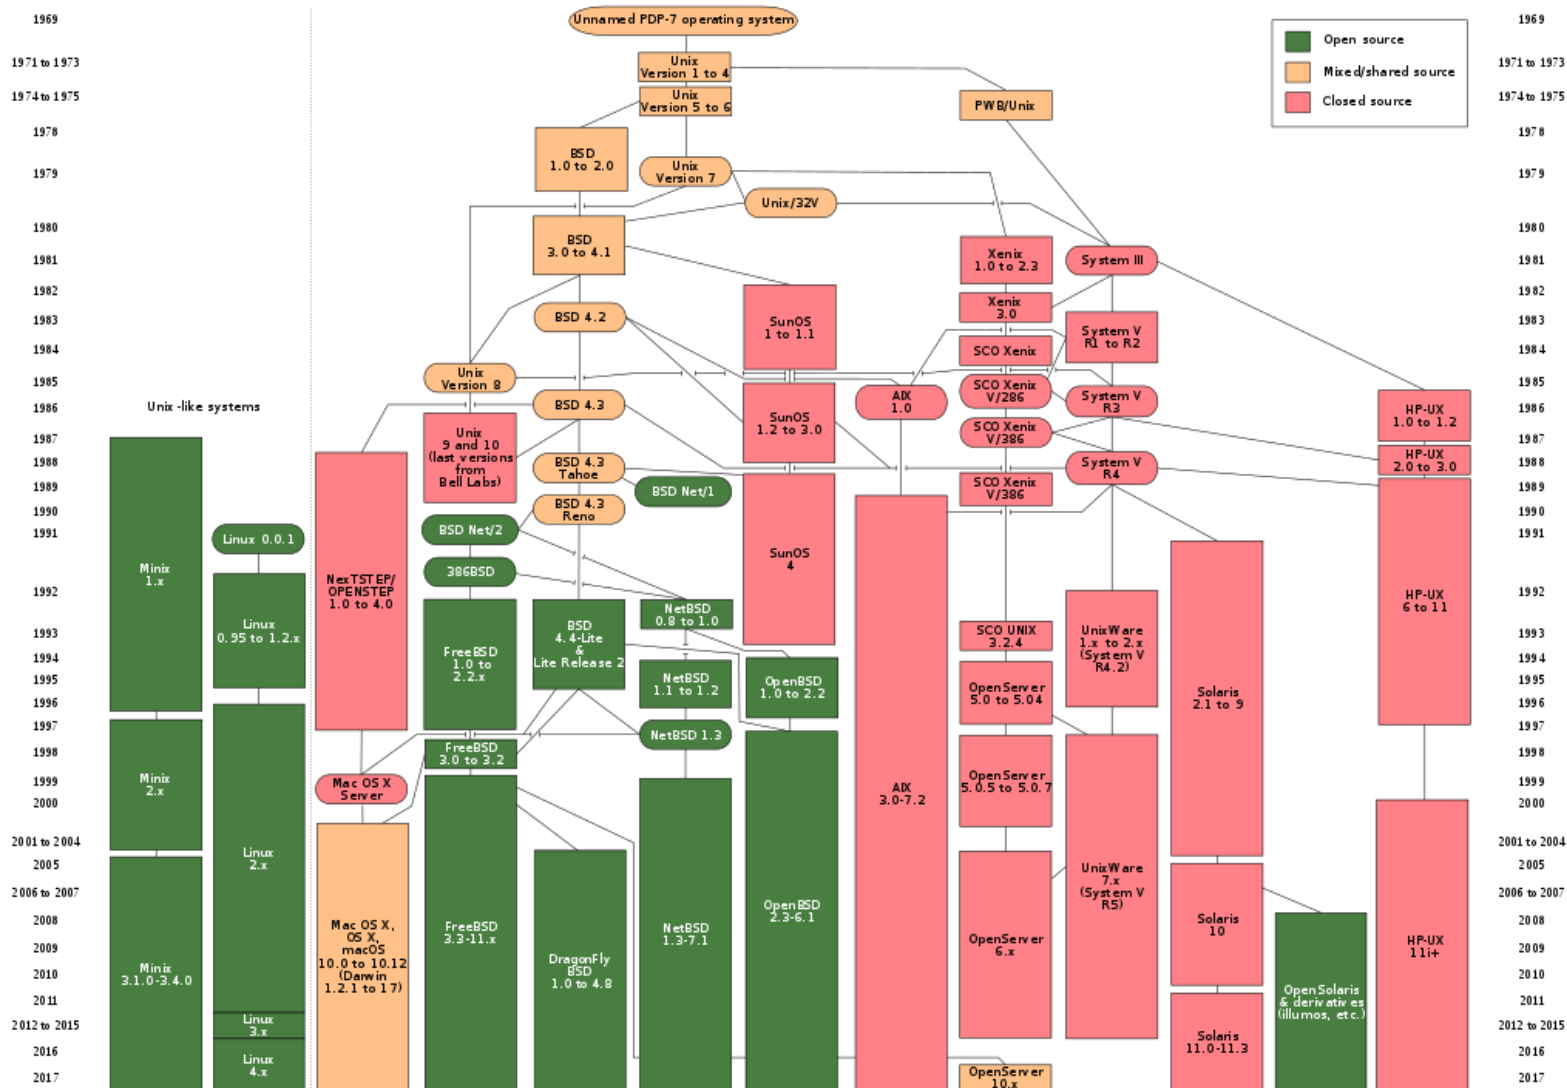 1969
1971 to 1973
1974 to 1975
1978
1979
1980
1981
1982
1983
1984
1985
1986
1987
1988
1989
1990
1991
1992
1993
1994
1995
1996
1997
1998
1999
2000
2001 to 2004
2005
2006 to 2007
2008
2009
2010
2011
2012 to 2015
2016
2017
Unix -like systems
Minix
1.x
Minix
2.x
Minix
3.1.0-3.4.0
Linux 0.0.1
Linux
0.95 to 1.2.x
Linux
2.x
Linux
3.x
Linux
4.x
Unnamed PDP-7 operating system
Unix
Version 1 to 4
Unix
Version 5 to 6
PWB/Unix
BSD
1.0 to 2.0
Unix
Version 7
Unix/32V
BSD
3.0 to 4.1
Xenix
1.0 to 2.3
System III
Xenix
3.0
BSD 4.2
SunOS
1 to 1.1
System V
R1 to R2
SCO Xenix
Unix
Version 8
SCO Xenix
V/286
AIX
1.0
System V
R3
BSD 4.3
SunOS
1.2 to 3.0
HP-UX
1.0 to 1.2
Unix
9 and 10
(last versions
from
Bell Labs)
SCO Xenix
V/386
HP-UX
2.0 to 3.0
BSD 4.3
Tahoe
System V
R4
BSD Net/1
SCO Xenix
V/386
BSD 4.3
Reno
BSD Net/2
386BSD
NexTSTEP/
OPENSTEP
1.0 to 4.0
SunOS
4
HP-UX
6 to 11
NetBSD
0.8 to 1.0
BSD
4.4-Lite
&
Lite Release 2
FreeBSD
1.0 to
2.2.x
SCO UNIX
3.2.4
UnixWare
1.x to 2.x
(System V
R4.2)
NetBSD
1.1 to 1.2
OpenBSD
1.0 to 2.2
OpenServer
5.0 to 5.04
Solaris
2.1 to 9
NetBSD 1.3
FreeBSD
3.0 to 3.2
Mac OS X
Server
OpenServer
5.0.5 to 5.0.7
AIX
3.0-7.2
UnixWare
7.x
(System V
R5)
OpenBSD
2.3-6.1
Mac OS X,
OS X,
macOS
10.0 to 10.12
(Darwin
1.2.1 to 17)
FreeBSD
3.3-11.x
NetBSD
1.3-7.1
DragonFly
BSD
1.0 to 4.8
OpenServer
6.x
Solaris
10
HP-UX
11i+
OpenSolaris
& derivatives
(illumos, etc.)
Solaris
11.0-11.3
OpenServer
10.x
Open source
Mixed/shared source
Closed source
1969
1971 to 1973
1974 to 1975
1978
1979
1980
1981
1982
1983
1984
1985
1986
1987
1988
1989
1990
1991
1992
1993
1994
1995
1996
1997
1998
1999
2000
2001 to 2004
2005
2006 to 2007
2008
2009
2010
2011
2012 to 2015
2016
2017